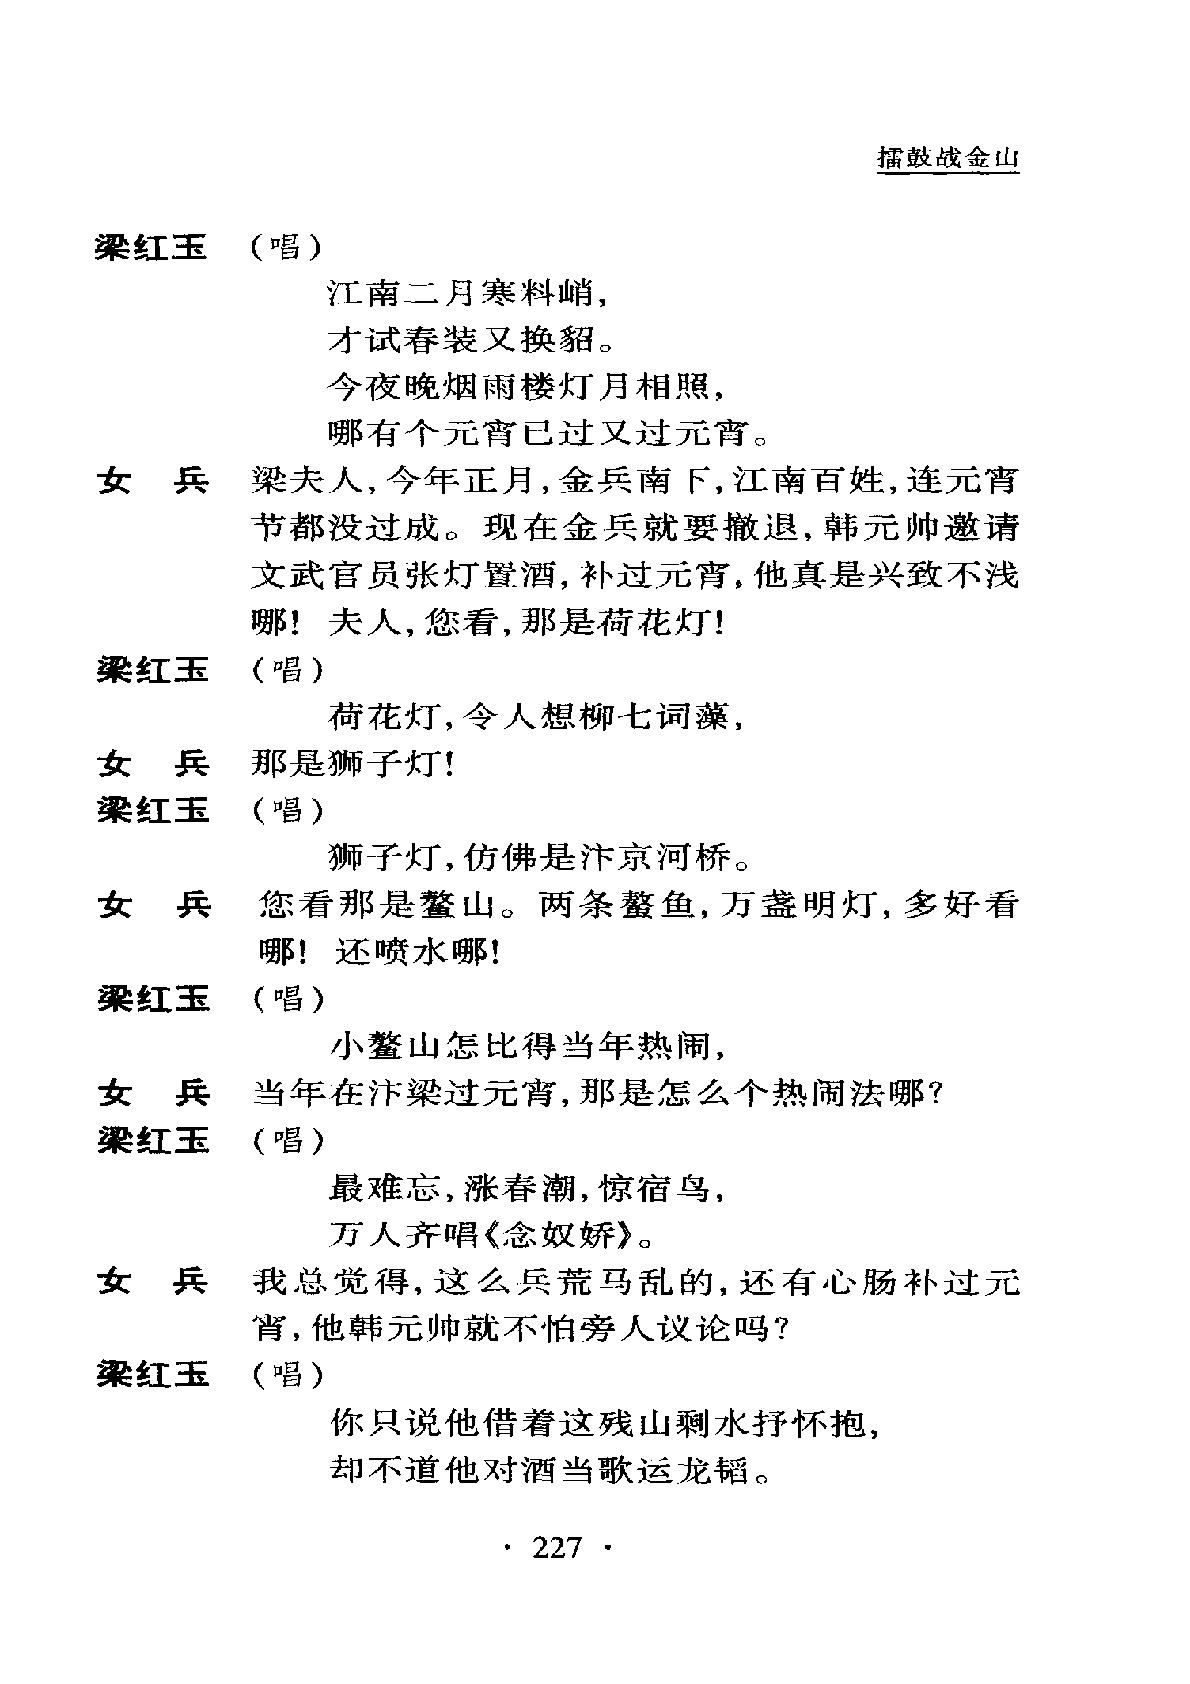 擂鼓战金山
梁红玉 （唱）
江南二月寒料峭，
才试春装又换貂。
今夜晚烟雨楼灯月相照，
哪有个元宵已过又过元宵。
女 兵 梁夫人，今年正月，金兵南下，江南百姓，连元宵
节都没过成。现在金兵就要撤退，韩元帅邀请
文武官员张灯置酒，补过元宵，他真是兴致不浅
哪！夫人，您看，那是荷花灯！
梁红玉 （唱）
荷花灯，令人想柳七词藻，
女 兵 那是狮子灯！
梁红玉 （唱）
狮子灯，仿佛是汴京河桥。
女 兵 您看那是鳌山。两条鳌鱼，万盏明灯，多好看
哪！还喷水哪！
梁红玉 （唱）
小鳌山怎比得当年热闹，
女 兵 当年在汴梁过元宵，那是怎么个热闹法哪？
梁红玉 （唱）
最难忘，涨春潮，惊宿鸟，
万人齐唱《念奴娇》。
女 兵 我总觉得，这么兵荒马乱的，还有心肠补过元
宵，他韩元帅就不怕旁人议论吗？
梁红玉 （唱）
你只说他借着这残山剩水抒怀抱，
却不道他对酒当歌运龙韬。
· 227 ·